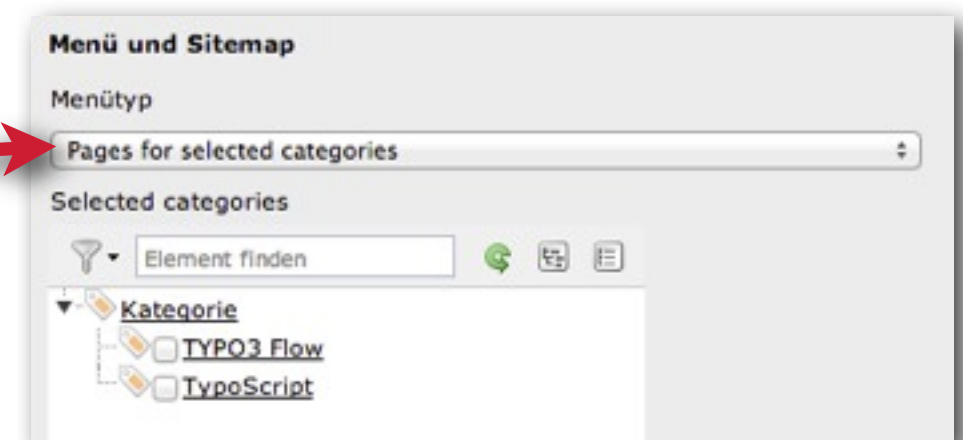 Menü und Sitemap
Menütyp
Pages for selected categories
Selected categories
Element finden
Kategorie
TYPO3 Flow
TypoScript